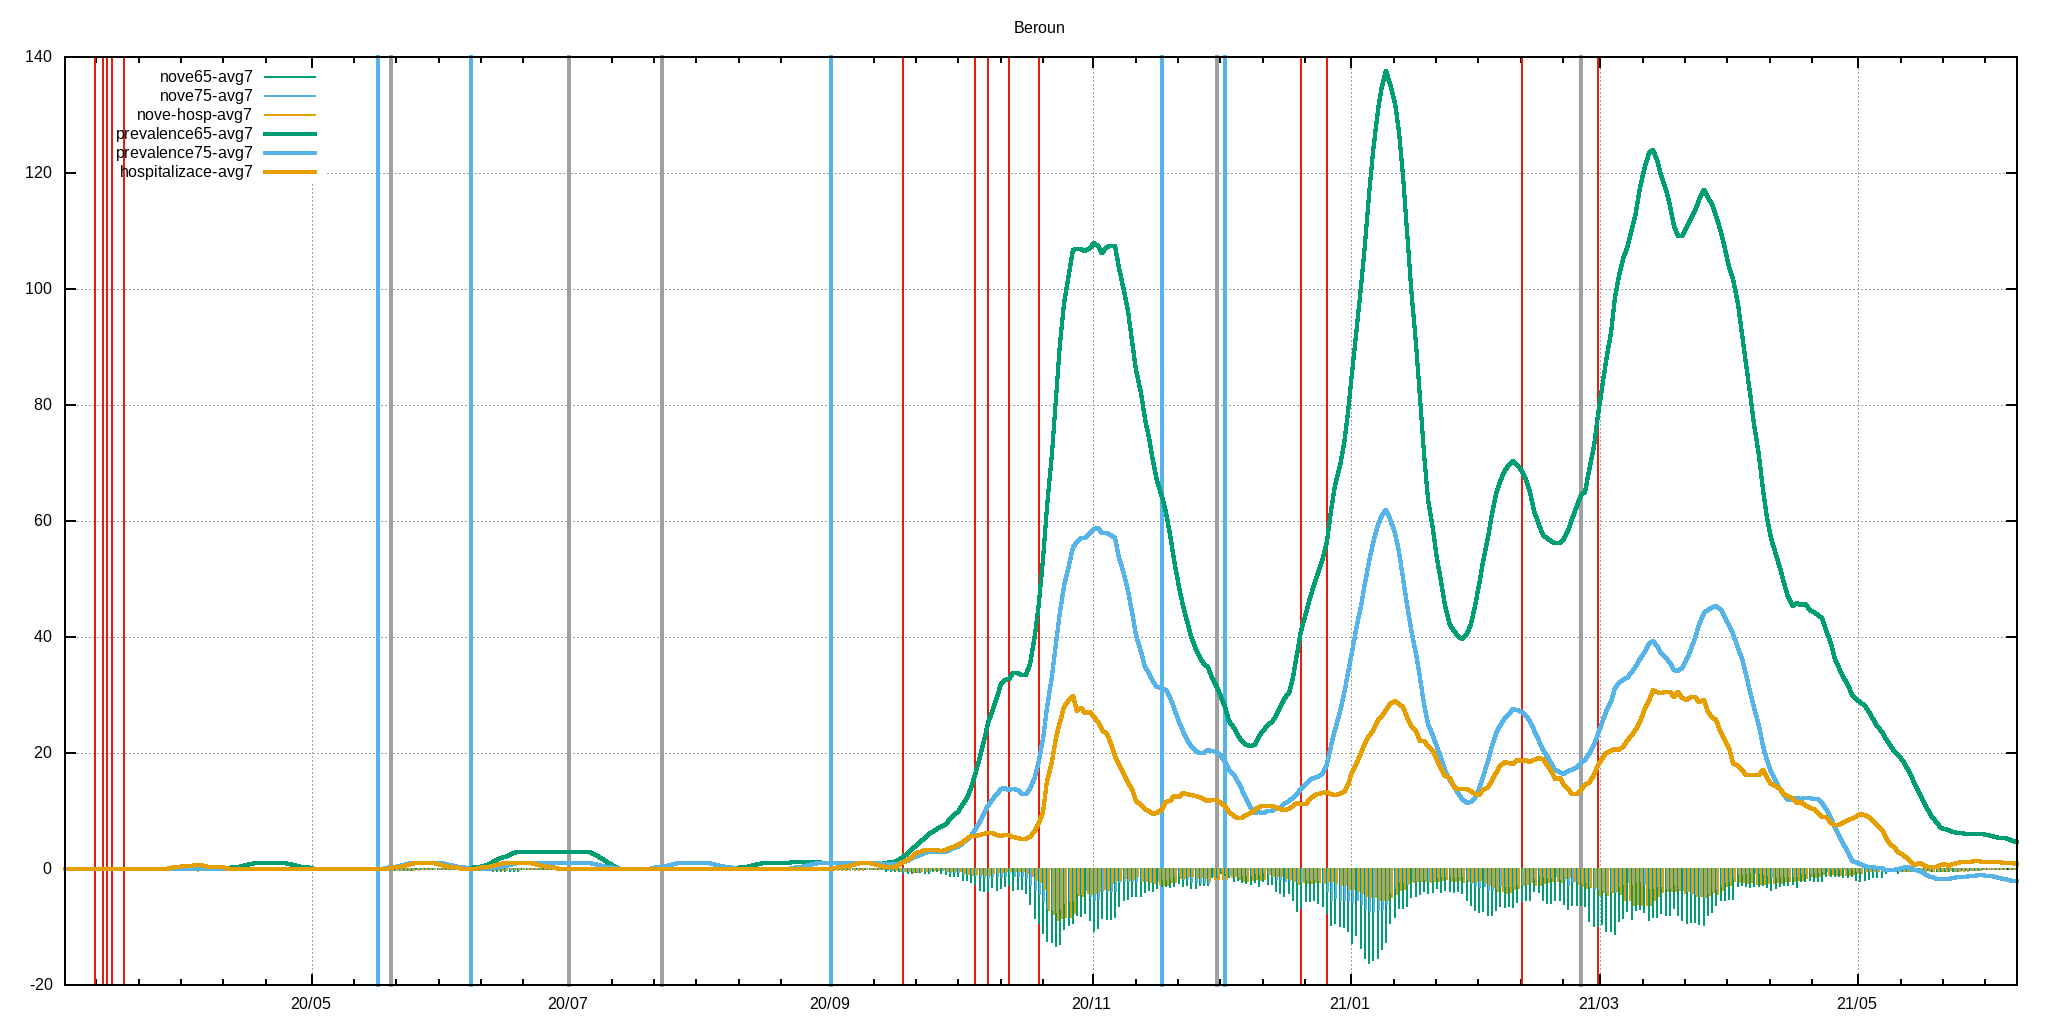 Beroun
140
120
100
80
60
40
20
0
-20
nove65-avg7
nove75-avg7
nove-hosp-avg7
prevalence65-avg7
prevalence75-avg7
hospitalizace-avg7
20/05 20/07 20/09 20/11 21/01 21/03 21/05